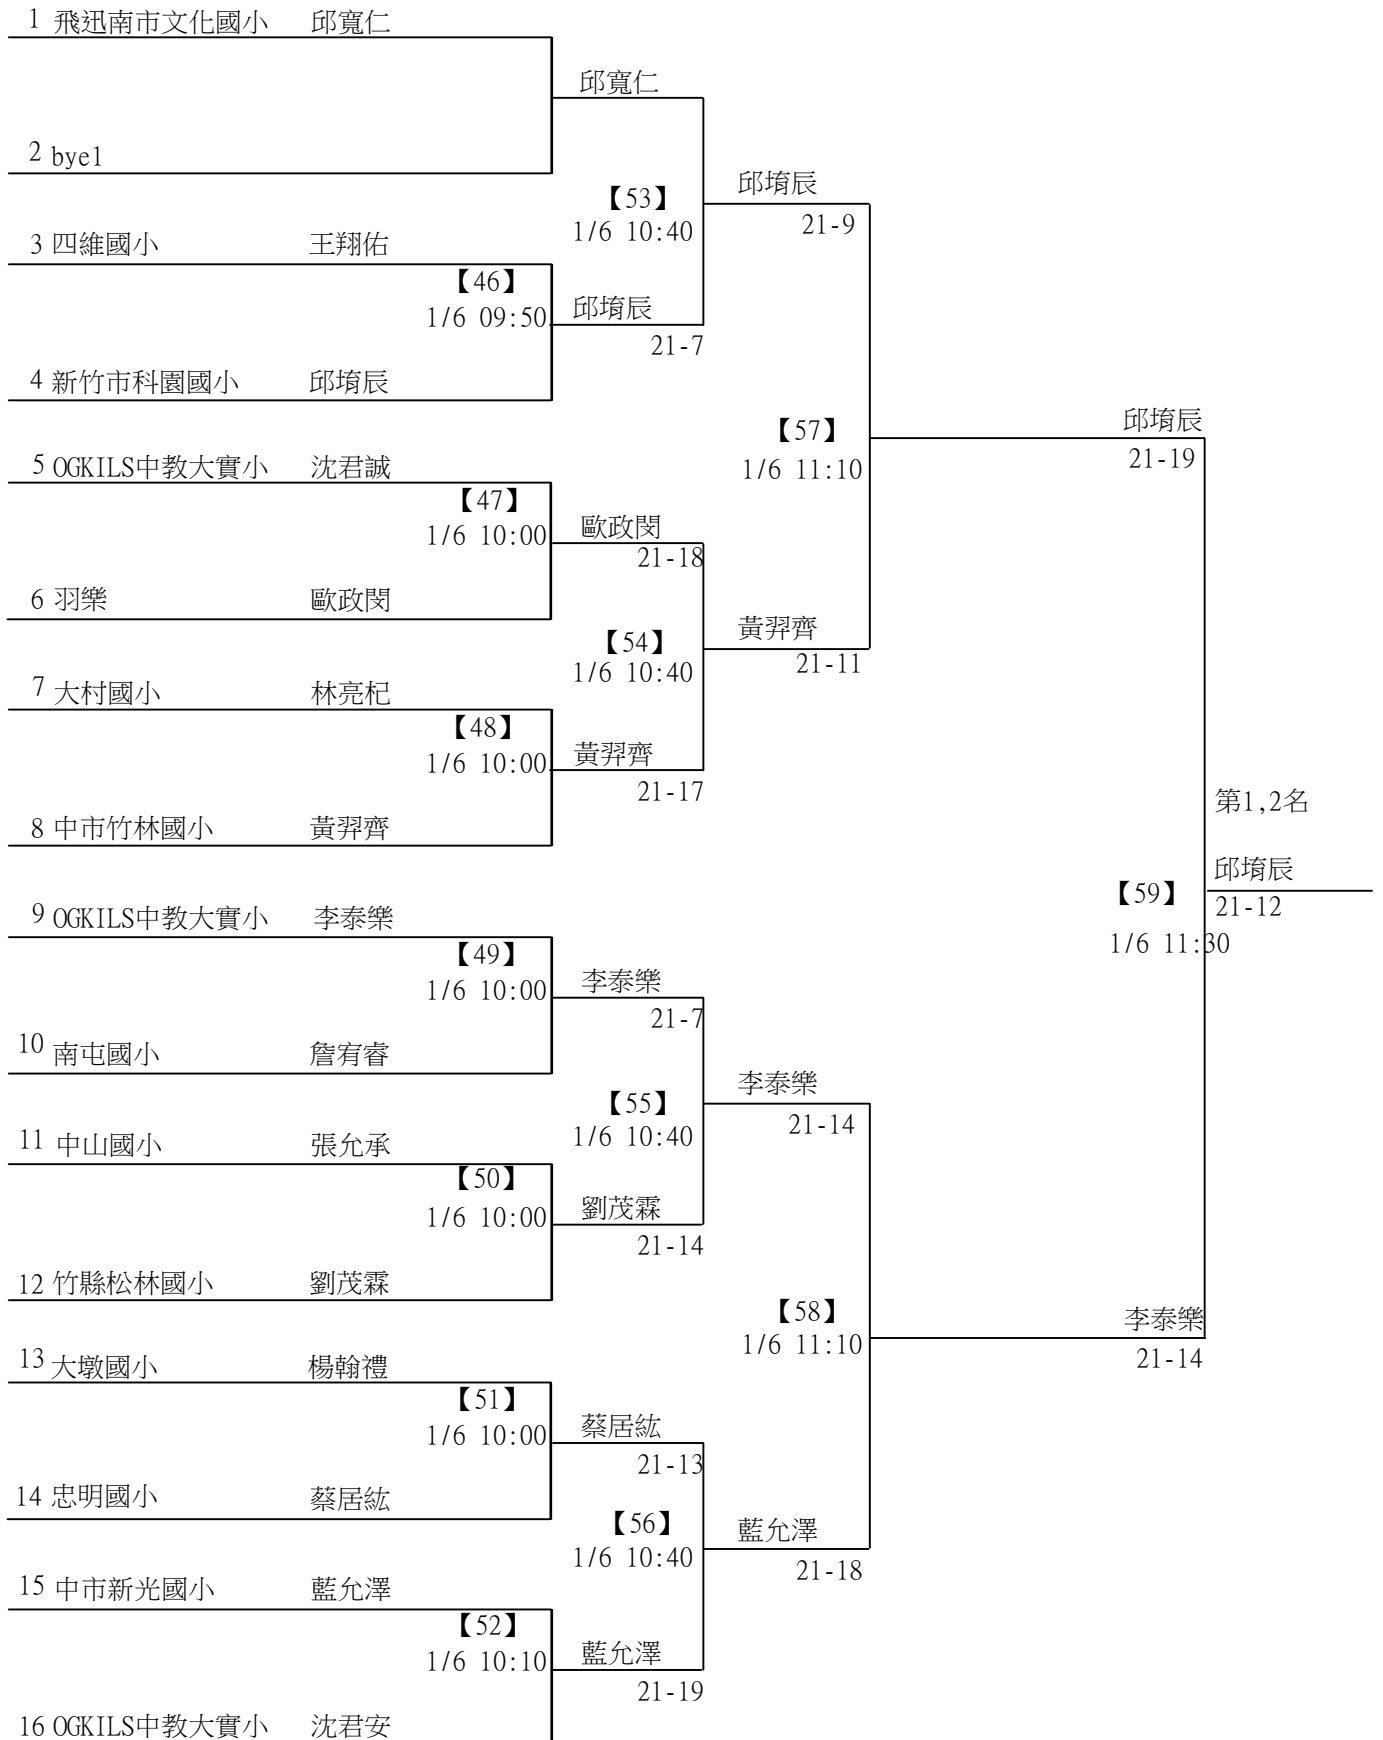 1 飛迅南市文化國小 邱寬仁
邱寬仁
2 bye1
邱堉辰
【53】
21-9
1/6 10:40
3 四維國小 王翔佑
【46】
1/6 09:50
邱堉辰
21-7
4 新竹市科園國小 邱堉辰
邱堉辰
【57】
21-19
1/6 11:10
5 OGKILS中教大實小 沈君誠
【47】
1/6 10:00
歐政閔
21-18
6 羽樂 歐政閔
黃羿齊
【54】
21-11
1/6 10:40
7 大村國小 林亮杞
【48】
1/6 10:00
黃羿齊
21-17
第1,2名
8 中市竹林國小 黃羿齊
邱堉辰
【59】
21-12
1/6 11:30
9 OGKILS中教大實小 李泰樂
【49】
1/6 10:00
李泰樂
21-7
10 南屯國小 詹宥睿
李泰樂
【55】
21-14
1/6 10:40
11 中山國小 張允承
【50】
1/6 10:00
劉茂霖
21-14
12 竹縣松林國小 劉茂霖
【58】
1/6 11:10
李泰樂
21-14
13 大墩國小 楊翰禮
【51】
1/6 10:00
蔡居紘
21-13
14 忠明國小 蔡居紘
【56】
藍允澤
1/6 10:40
21-18
15 中市新光國小 藍允澤
【52】
1/6 10:10
藍允澤
21-19
16 OGKILS中教大實小 沈君安